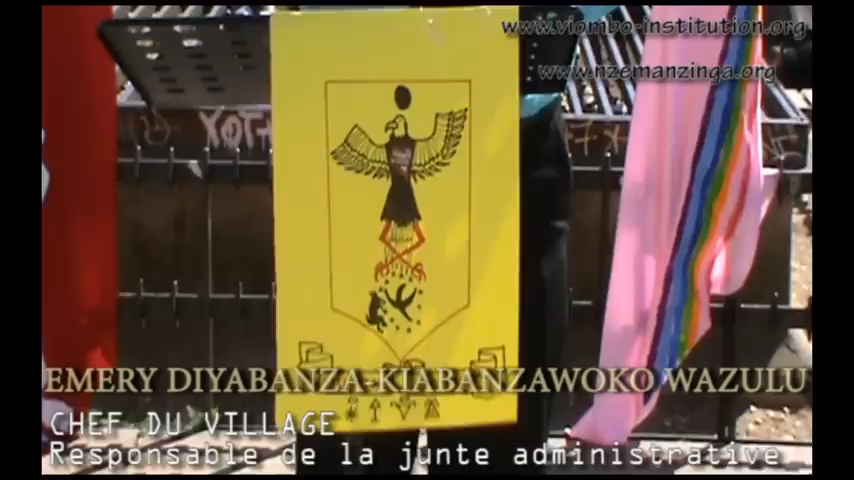 www.viombo-institution.org
www.nzemanzinga.org
EMERY DIYABANZA-KIABANZAWOKO WAZULU
CHEF DU VILLAGE
Responsable de la junte administrative